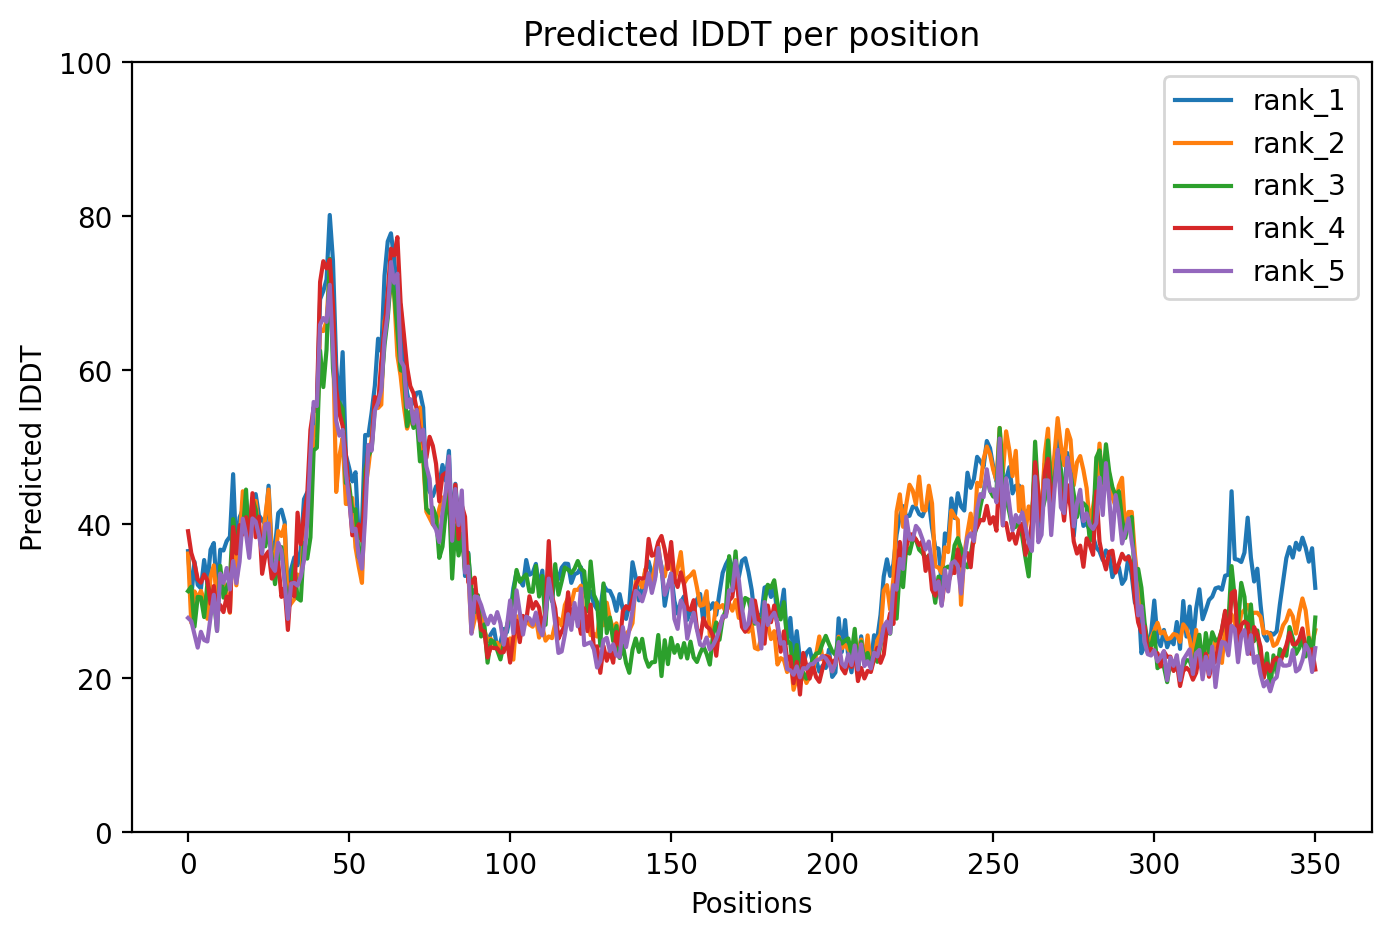 Predicted lDDT per position
100
80
60
40
20
0
Predicted lDDT
0 50 100 150 200 250 300 350
Positions
rank_1
rank_2
rank_3
rank_4
rank_5